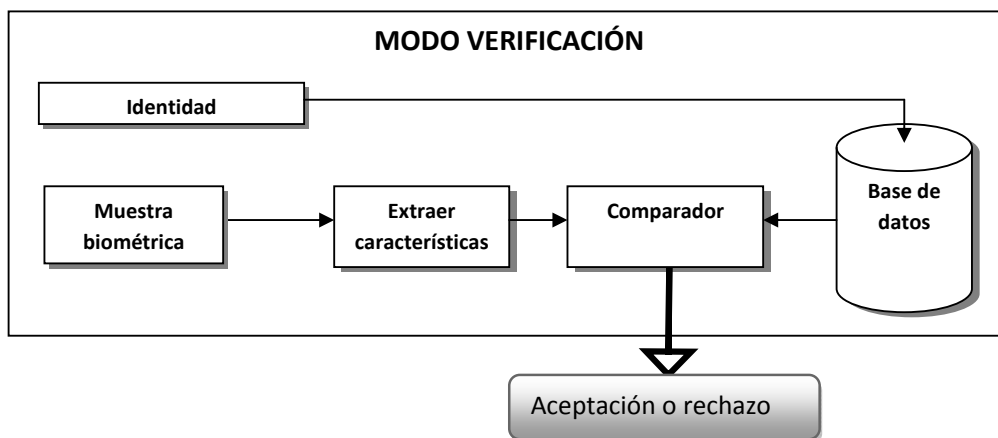 MODO VERIFICACIÓN
Identidad
Muestra
biométrica
Extraer
características
Comparador
Base de
datos
Aceptación o rechazo